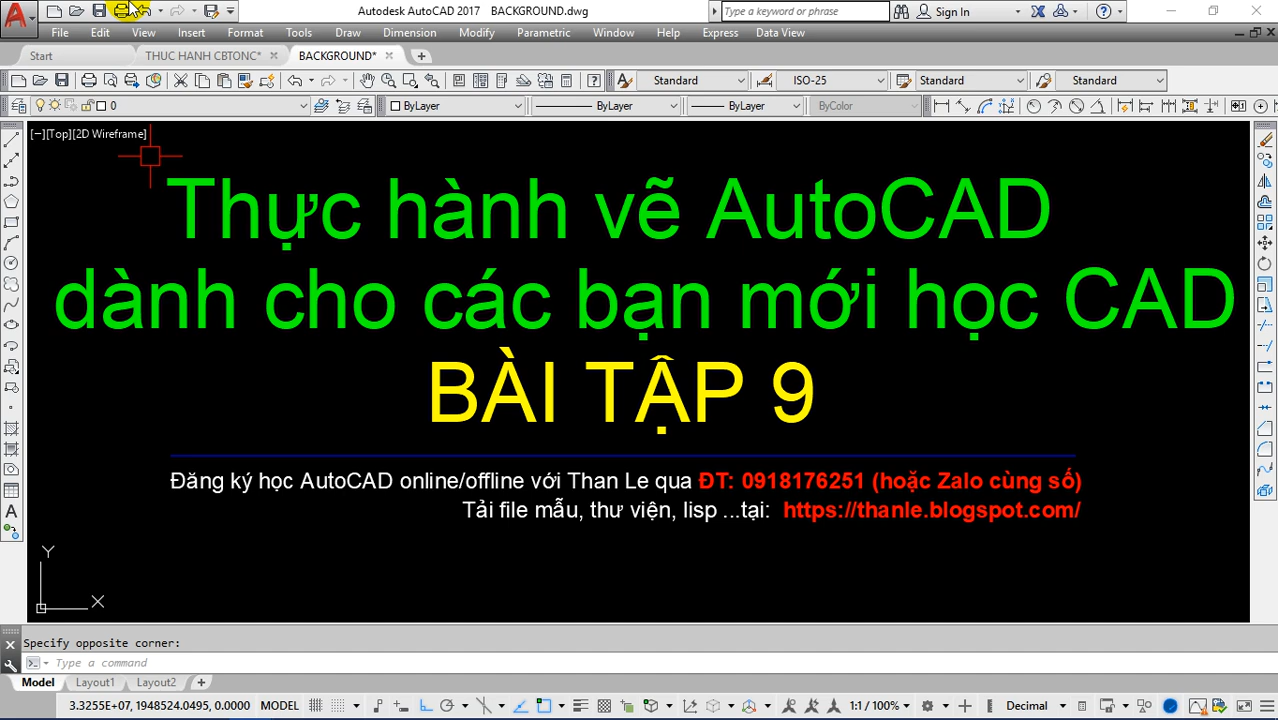 Autodesk AutoCAD 2017 BACKGROUND.dwg
Type a keyword or phrase
Sign In
File Edit View Insert Format Tools Draw Dimension Modify Parametric Window Help Express Data View
Start THUC HANH CBTONC* BACKGROUND*
Standard ISO-25 Standard Standard
0 ByLayer ByLayer ByLayer ByColor
[−][Top][2D Wireframe]
Thực hành vẽ AutoCAD
dành cho các bạn mới học CAD
BÀI TẬP 9
Đăng ký học AutoCAD online/offline với Than Le qua ĐT: 0918176251 (hoặc Zalo cùng số)
Tải file mẫu, thư viện, lisp ...tại: https://thanle.blogspot.com/
Y
X
Specify opposite corner:
Type a command
Model Layout1 Layout2
3.3255E+07, 1948524.0495, 0.0000 MODEL 1:1 / 100% Decimal